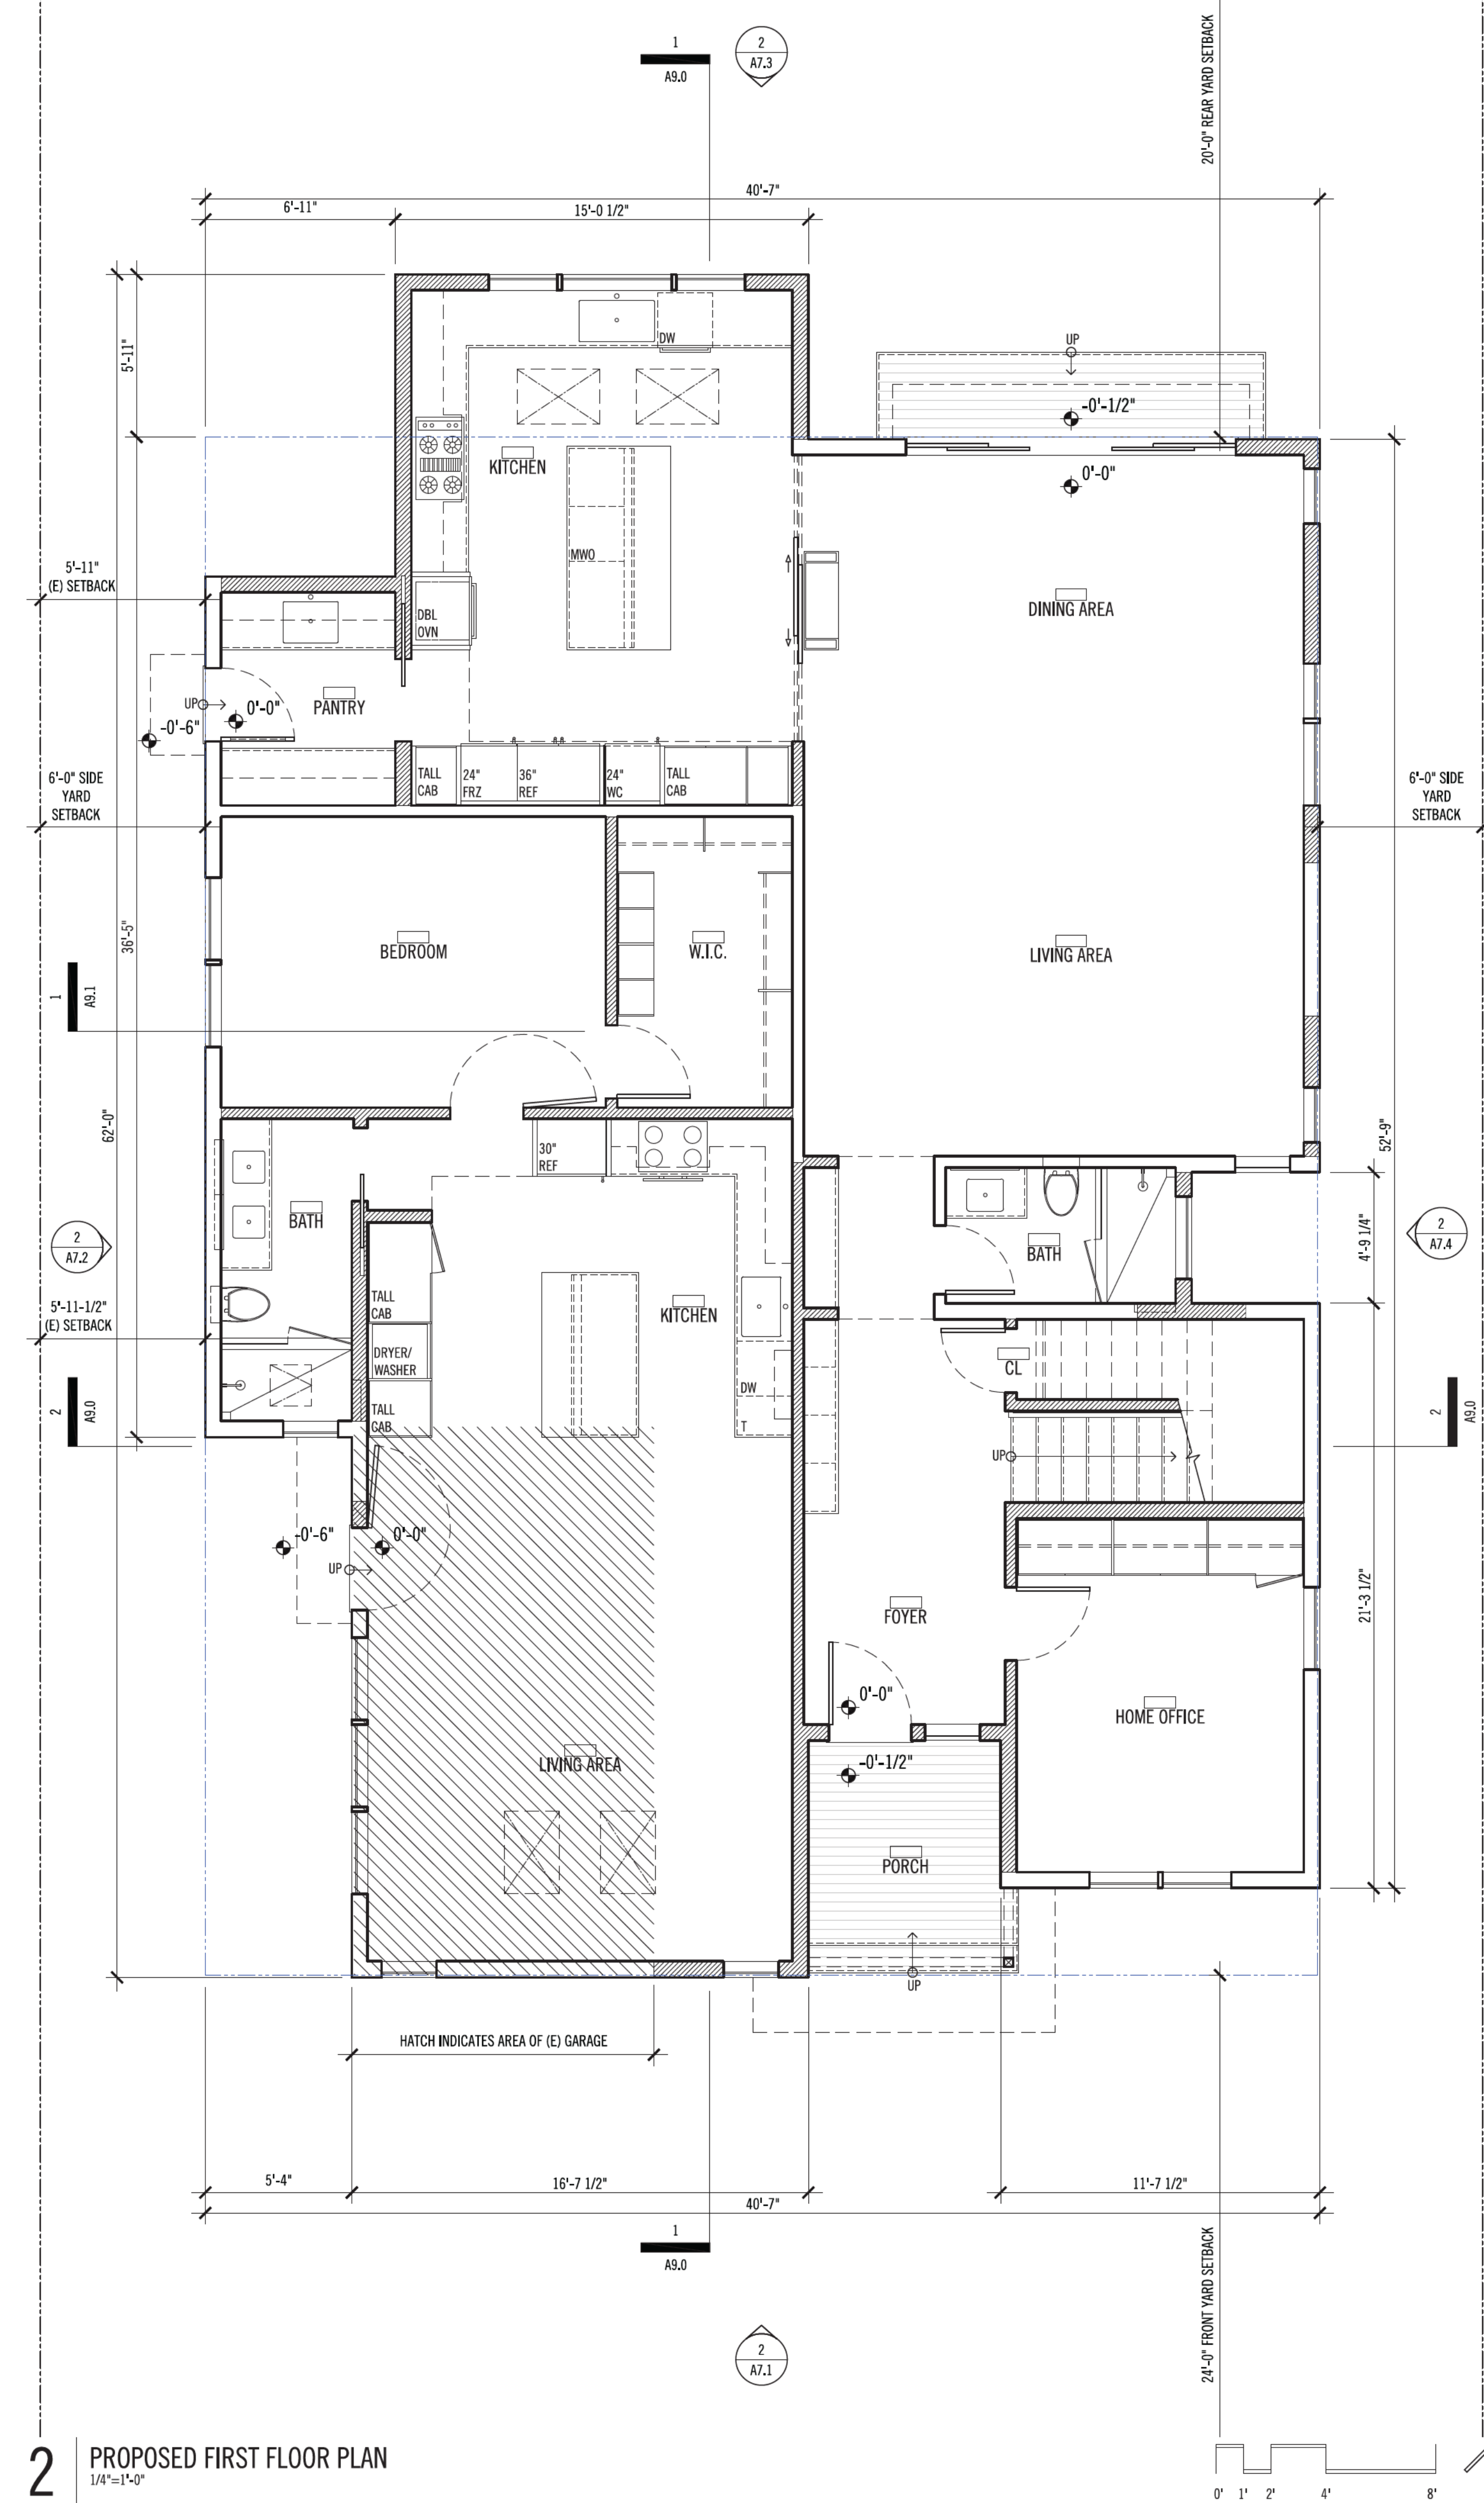 20'-0" REAR YARD SETBACK
1
A9.0
2
A7.3
40'-7"
6'-11"
15'-0 1/2"
5'-11"
DW
UP
-0'-1/2"
KITCHEN
0'-0"
MWO
5'-11"
(E) SETBACK
DBL
OVN
DINING AREA
UP
0'-0"
PANTRY
-0'-6"
6'-0" SIDE
YARD
SETBACK
TALL
CAB
24"
FRZ
36"
REF
24"
WC
TALL
CAB
6'-0" SIDE
YARD
SETBACK
36'-5"
BEDROOM
W.I.C.
LIVING AREA
1
A9.1
62'-0"
52'-9"
30"
REF
BATH
2
A7.2
BATH
4'-9 1/4"
2
A7.4
5'-11-1/2"
(E) SETBACK
TALL
CAB
KITCHEN
DRYER/
WASHER
CL
DW
TALL
CAB
T
2
A9.0
UP
2
A9.0
-0'-6"
0'-0"
UP
FOYER
21'-3 1/2"
0'-0"
HOME OFFICE
LIVING AREA
-0'-1/2"
PORCH
UP
HATCH INDICATES AREA OF (E) GARAGE
5'-4"
16'-7 1/2"
11'-7 1/2"
40'-7"
1
A9.0
24'-0" FRONT YARD SETBACK
2
A7.1
2
PROPOSED FIRST FLOOR PLAN
1/4"=1'-0"
0' 1' 2' 4' 8'